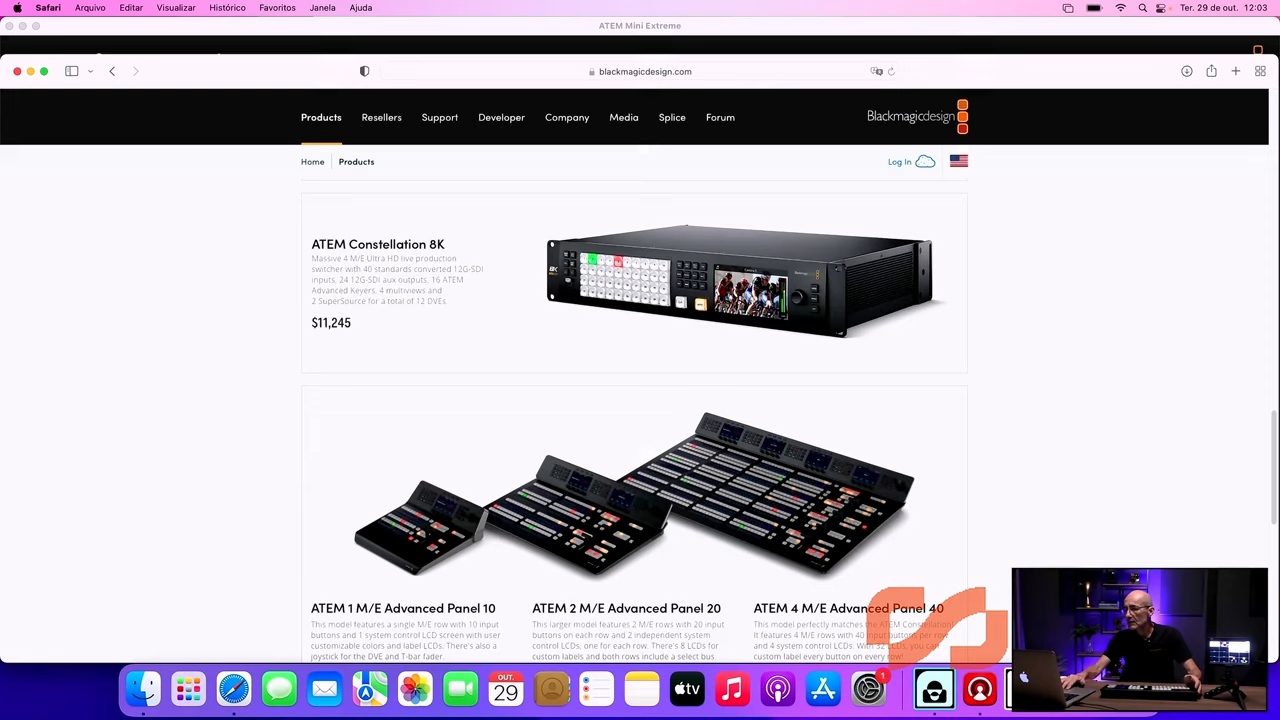 Safari Arquivo Editar Visualizar Histórico Favoritos Janela Ajuda Ter. 29 de out. 12:03
ATEM Mini Extreme
blackmagicdesign.com
Products Resellers Support Developer Company Media Splice Forum Blackmagicdesign
Home Products Log In
ATEM Constellation 8K
Massive 4 M/E Ultra HD live production
switcher with 40 standards converted 12G-SDI
inputs, 24 12G-SDI aux outputs, 16 ATEM
Advanced Keyers, 4 multiviews and
2 SuperSource for a total of 12 DVEs.
$11,245
8K
ATEM 1 M/E Advanced Panel 10
This model features a single M/E row with 10 input
buttons and 1 system control LCD screen with user
customizable colors and label LCDs. There's also a
joystick for the DVE and T-bar fader
ATEM 2 M/E Advanced Panel 20
This larger model features 2 M/E rows with 20 input
buttons on each row and 2 independent system
control LCDs, one for each row. There's 8 LCDs for
custom labels and both rows include a select bus.
ATEM 4 M/E Advanced Panel 40
This model perfectly matches the ATEM Constellation!
It features 4 M/E rows with 40 input buttons per row
and 4 system control LCDs. With 32 LCDs, you can
custom label every button on every row!
OUT.
29
tv
1